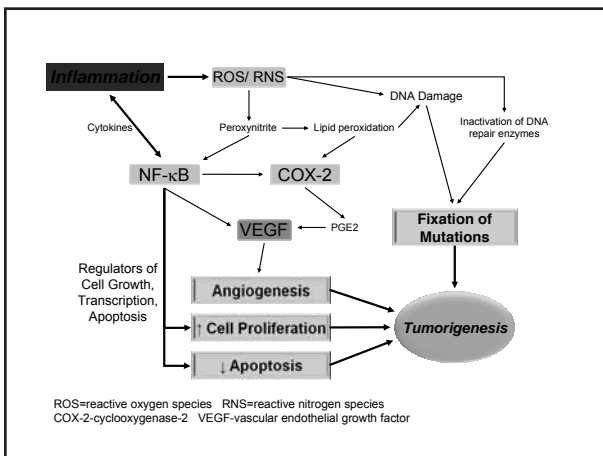 Inflammation
ROS/ RNS
DNA Damage
Cytokines
Peroxynitrite
Lipid peroxidation
Inactivation of DNA
repair enzymes
NF-κB
COX-2
VEGF
PGE2
Fixation of
Mutations
Regulators of
Cell Growth,
Transcription,
Apoptosis
Angiogenesis
↑ Cell Proliferation
↓ Apoptosis
Tumorigenesis
ROS=reactive oxygen species RNS=reactive nitrogen species
COX-2-cyclooxygenase-2 VEGF-vascular endothelial growth factor